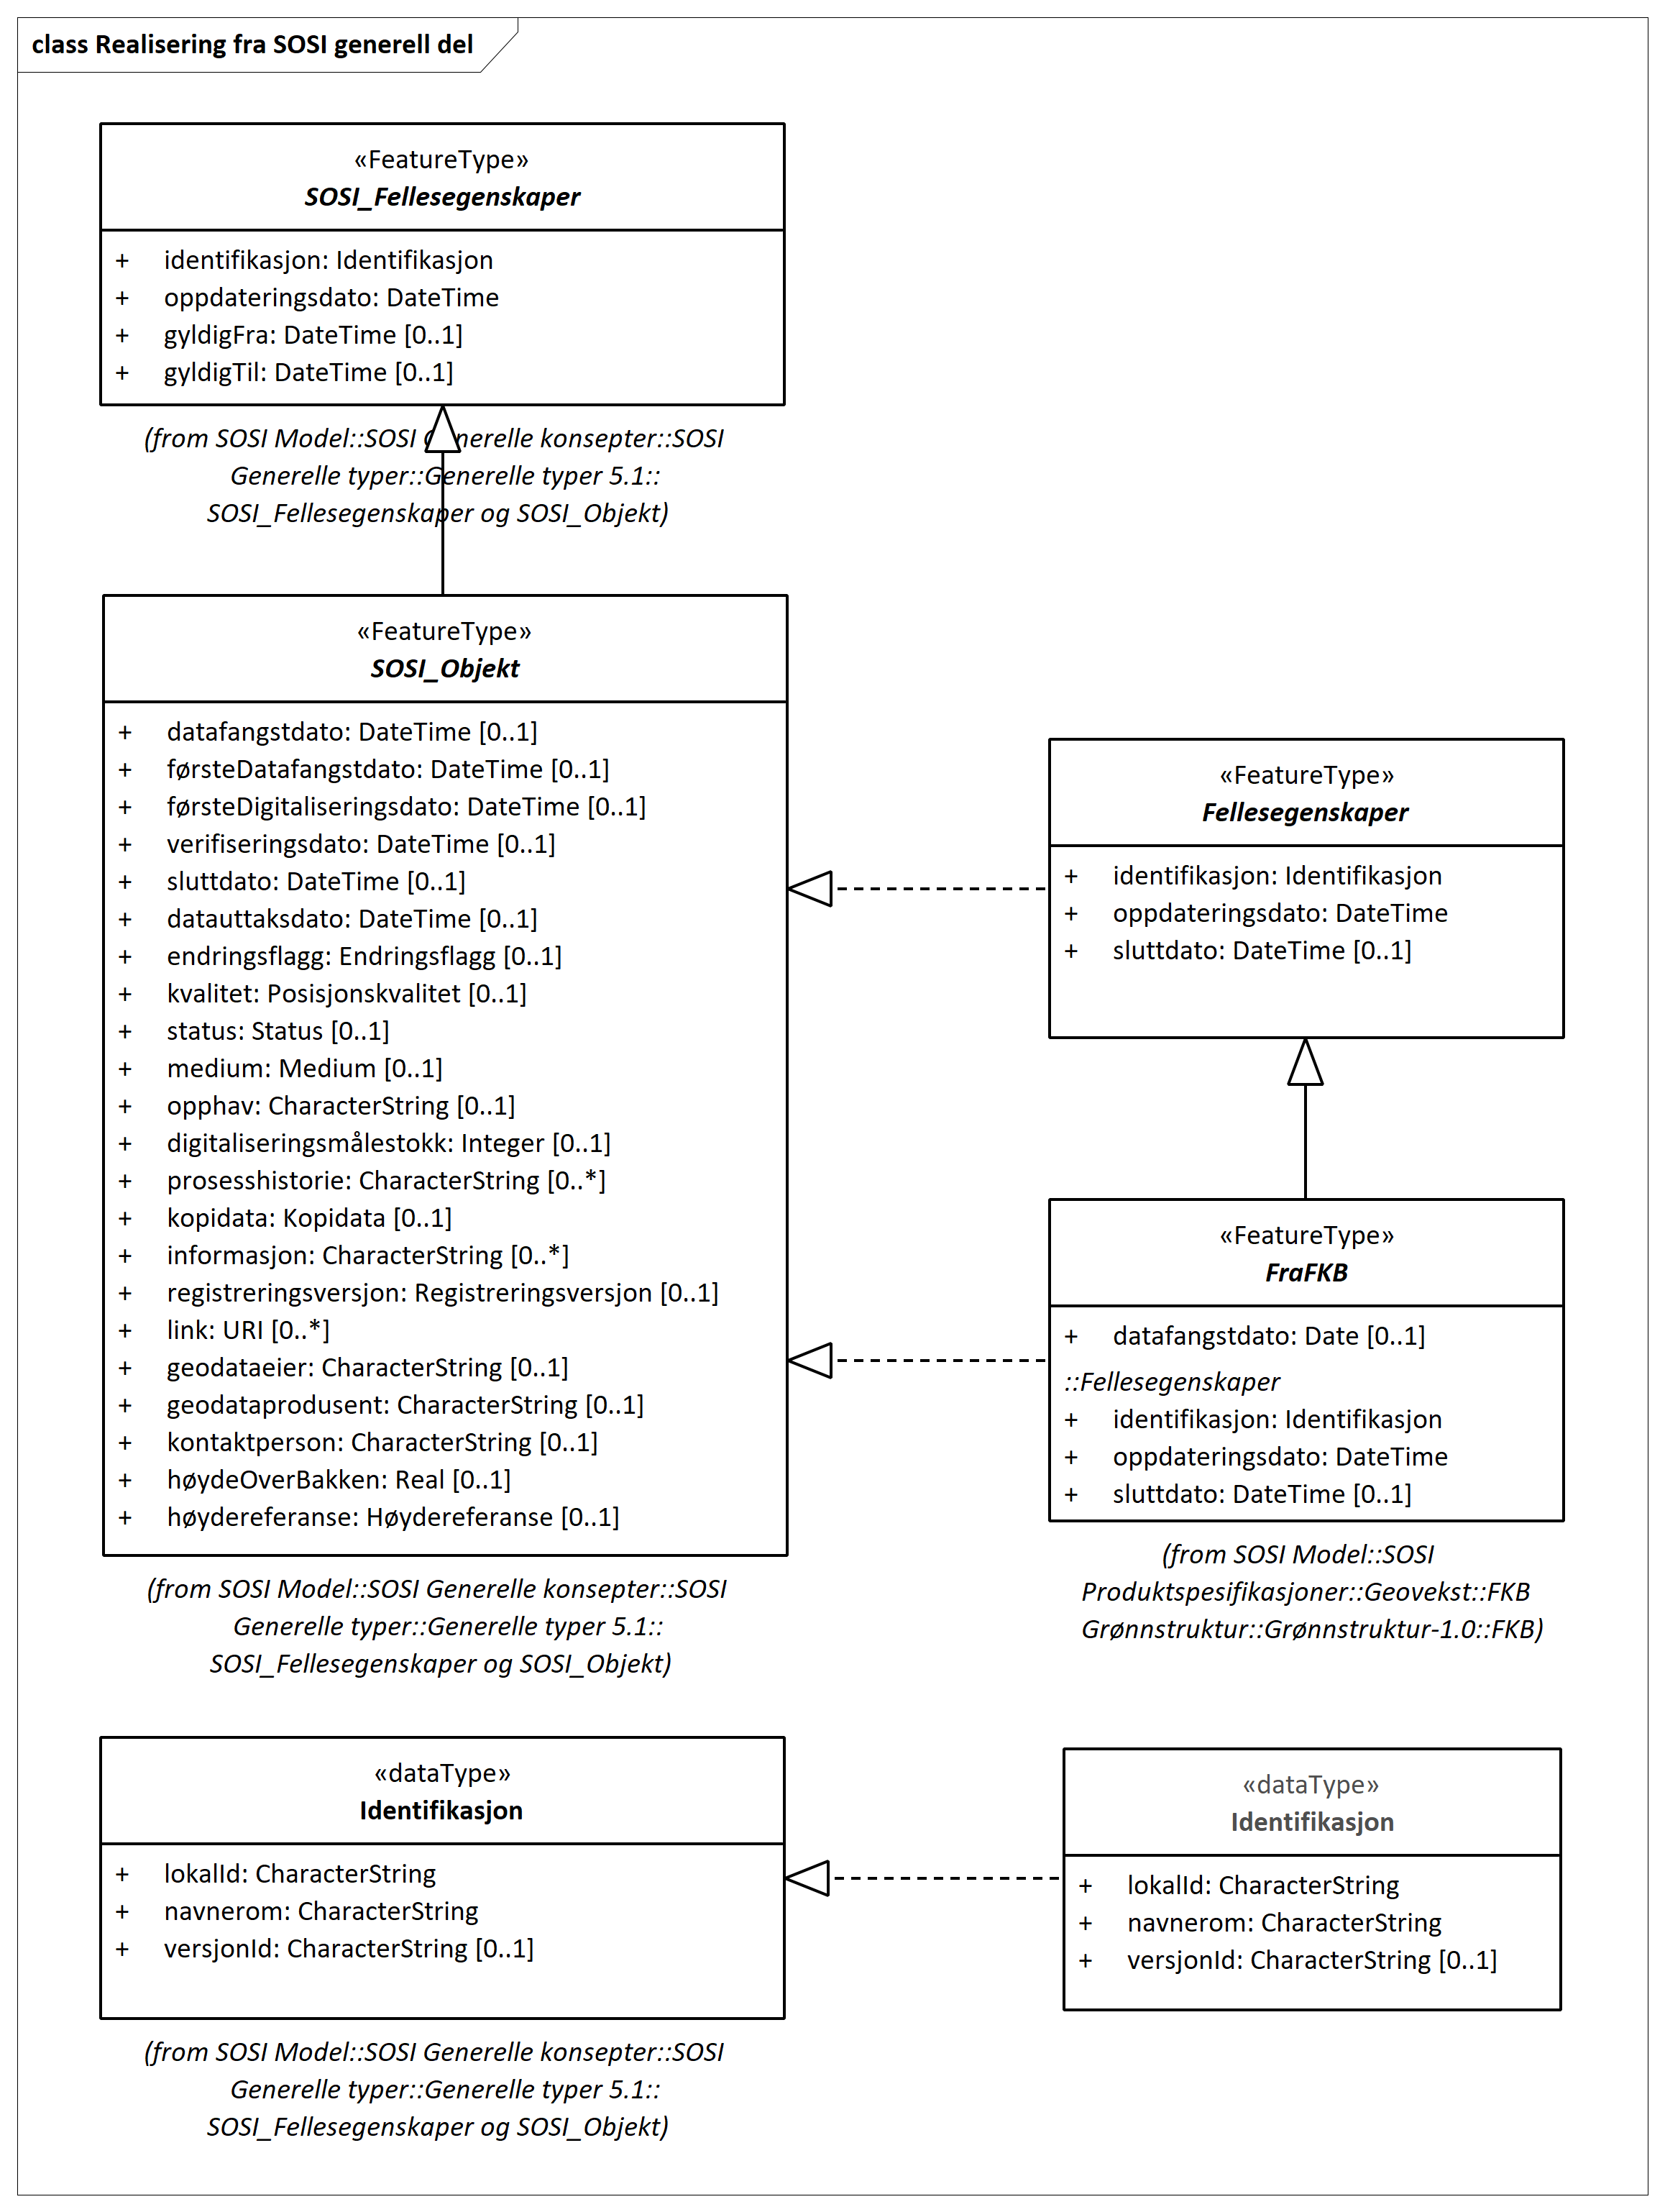 class Realisering fra SOSI generell del
«FeatureType»
SOSI_Fellesegenskaper
+ identifikasjon: Identifikasjon
+ oppdateringsdato: DateTime
+ gyldigFra: DateTime [0..1]
+ gyldigTil: DateTime [0..1]
(from SOSI Model::SOSI Generelle konsepter::SOSI
Generelle typer::Generelle typer 5.1::
SOSI_Fellesegenskaper og SOSI_Objekt)
«FeatureType»
SOSI_Objekt
+ datafangstdato: DateTime [0..1]
+ førsteDatafangstdato: DateTime [0..1]
+ førsteDigitaliseringsdato: DateTime [0..1]
+ verifiseringsdato: DateTime [0..1]
+ sluttdato: DateTime [0..1]
+ datauttaksdato: DateTime [0..1]
+ endringsflagg: Endringsflagg [0..1]
+ kvalitet: Posisjonskvalitet [0..1]
+ status: Status [0..1]
+ medium: Medium [0..1]
+ opphav: CharacterString [0..1]
+ digitaliseringsmålestokk: Integer [0..1]
+ prosesshistorie: CharacterString [0..*]
+ kopidata: Kopidata [0..1]
+ informasjon: CharacterString [0..*]
+ registreringsversjon: Registreringsversjon [0..1]
+ link: URI [0..*]
+ geodataeier: CharacterString [0..1]
+ geodataprodusent: CharacterString [0..1]
+ kontaktperson: CharacterString [0..1]
+ høydeOverBakken: Real [0..1]
+ høydereferanse: Høydereferanse [0..1]
(from SOSI Model::SOSI Generelle konsepter::SOSI
Generelle typer::Generelle typer 5.1::
SOSI_Fellesegenskaper og SOSI_Objekt)
«FeatureType»
Fellesegenskaper
+ identifikasjon: Identifikasjon
+ oppdateringsdato: DateTime
+ sluttdato: DateTime [0..1]
«FeatureType»
FraFKB
+ datafangstdato: Date [0..1]
::Fellesegenskaper
+ identifikasjon: Identifikasjon
+ oppdateringsdato: DateTime
+ sluttdato: DateTime [0..1]
(from SOSI Model::SOSI
Produktspesifikasjoner::Geovekst::FKB
Grønnstruktur::Grønnstruktur-1.0::FKB)
«dataType»
Identifikasjon
+ lokalId: CharacterString
+ navnerom: CharacterString
+ versjonId: CharacterString [0..1]
(from SOSI Model::SOSI Generelle konsepter::SOSI
Generelle typer::Generelle typer 5.1::
SOSI_Fellesegenskaper og SOSI_Objekt)
«dataType»
Identifikasjon
+ lokalId: CharacterString
+ navnerom: CharacterString
+ versjonId: CharacterString [0..1]